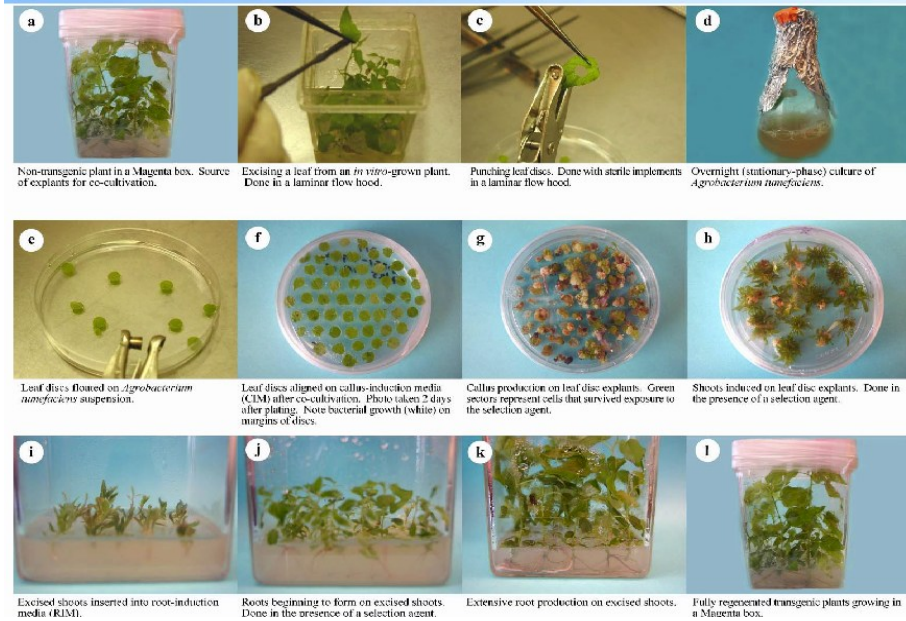 a
b
c
d
Non-transgenic plant in a Magenta box. Source
of explants for co-cultivation.
Excising a leaf from an in vitro-grown plant.
Done in a laminar flow hood.
Punching leaf discs. Done with sterile implements
in a laminar flow hood.
Overnight (stationary-phase) culture of
Agrobacterium tumefaciens.
e
f
g
h
Leaf discs floated on Agrobacterium
tumefaciens suspension.
Leaf discs aligned on callus-induction media
(CIM) after co-cultivation. Photo taken 2 days
after plating. Note bacterial growth (white) on
margins of discs.
Callus production on leaf disc explants. Green
sectors represent cells that survived exposure to
the selection agent.
Shoots induced on leaf disc explants. Done in
the presence of a selection agent.
i
j
k
l
Excised shoots inserted into root-induction
media (RIM).
Roots beginning to form on excised shoots.
Done in the presence of a selection agent.
Extensive root production on excised shoots.
Fully regenerated transgenic plants growing in
a Magenta box.